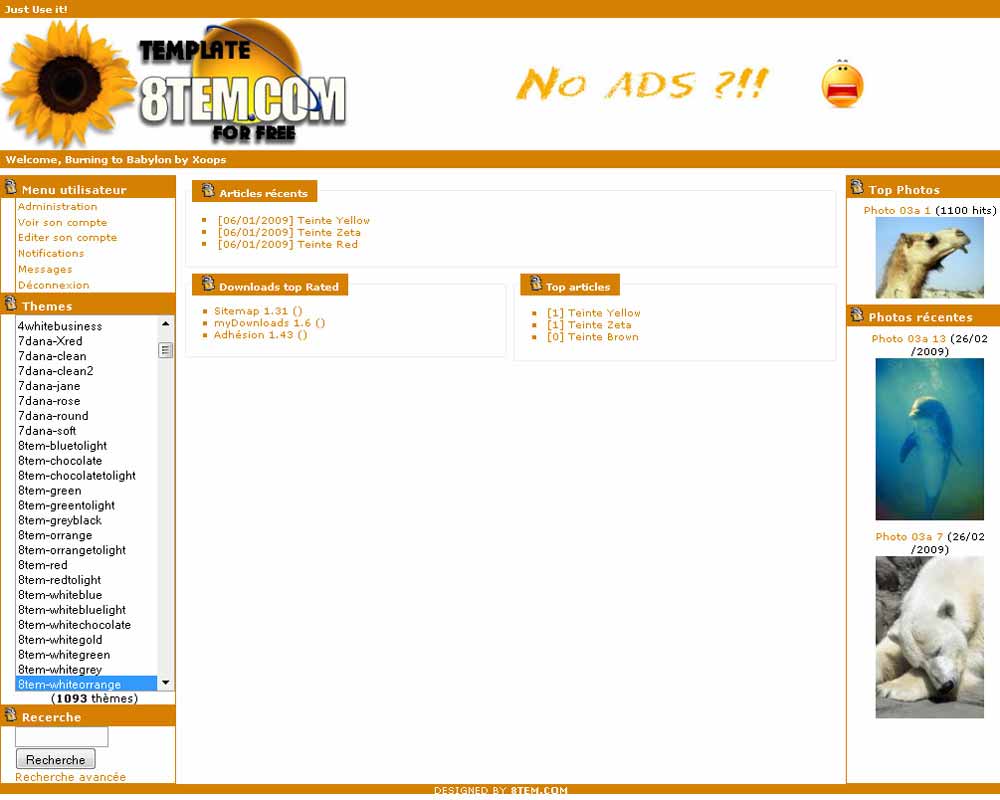 Just Use it!
TEMPLATE
8TEM.COM
FOR FREE
No ADS ?!!
Welcome, Burning to Babylon by Xoops
Menu utilisateur
Administration
Voir son compte
Editer son compte
Notifications
Messages
Déconnexion
Themes
4whitebusiness
7dana-Xred
7dana-clean
7dana-clean2
7dana-jane
7dana-rose
7dana-round
7dana-soft
8tem-bluetolight
8tem-chocolate
8tem-chocolatetolight
8tem-green
8tem-greentolight
8tem-greyblack
8tem-orrange
8tem-orrangetolight
8tem-red
8tem-redtolight
8tem-whiteblue
8tem-whitebluelight
8tem-whitechocolate
8tem-whitegold
8tem-whitegreen
8tem-whitegrey
8tem-whiteorrange
(1093 thèmes)
Recerche
Recherche
Recherche avancée
Articles récents
[06/01/2009] Teinte Yellow
[06/01/2009] Teinte Zeta
[06/01/2009] Teinte Red
Downloads top Rated
Sitemap 1.31 ()
myDownloads 1.6 ()
Adhésion 1.43 ()
Top articles
[1] Teinte Yellow
[1] Teinte Zeta
[0] Teinte Brown
Top Photos
Photo 03a 1 (1100 hits)
Photos récentes
Photo 03a 13 (26/02
/2009)
Photo 03a 7 (26/02
/2009)
DESIGNED BY 8TEM.COM